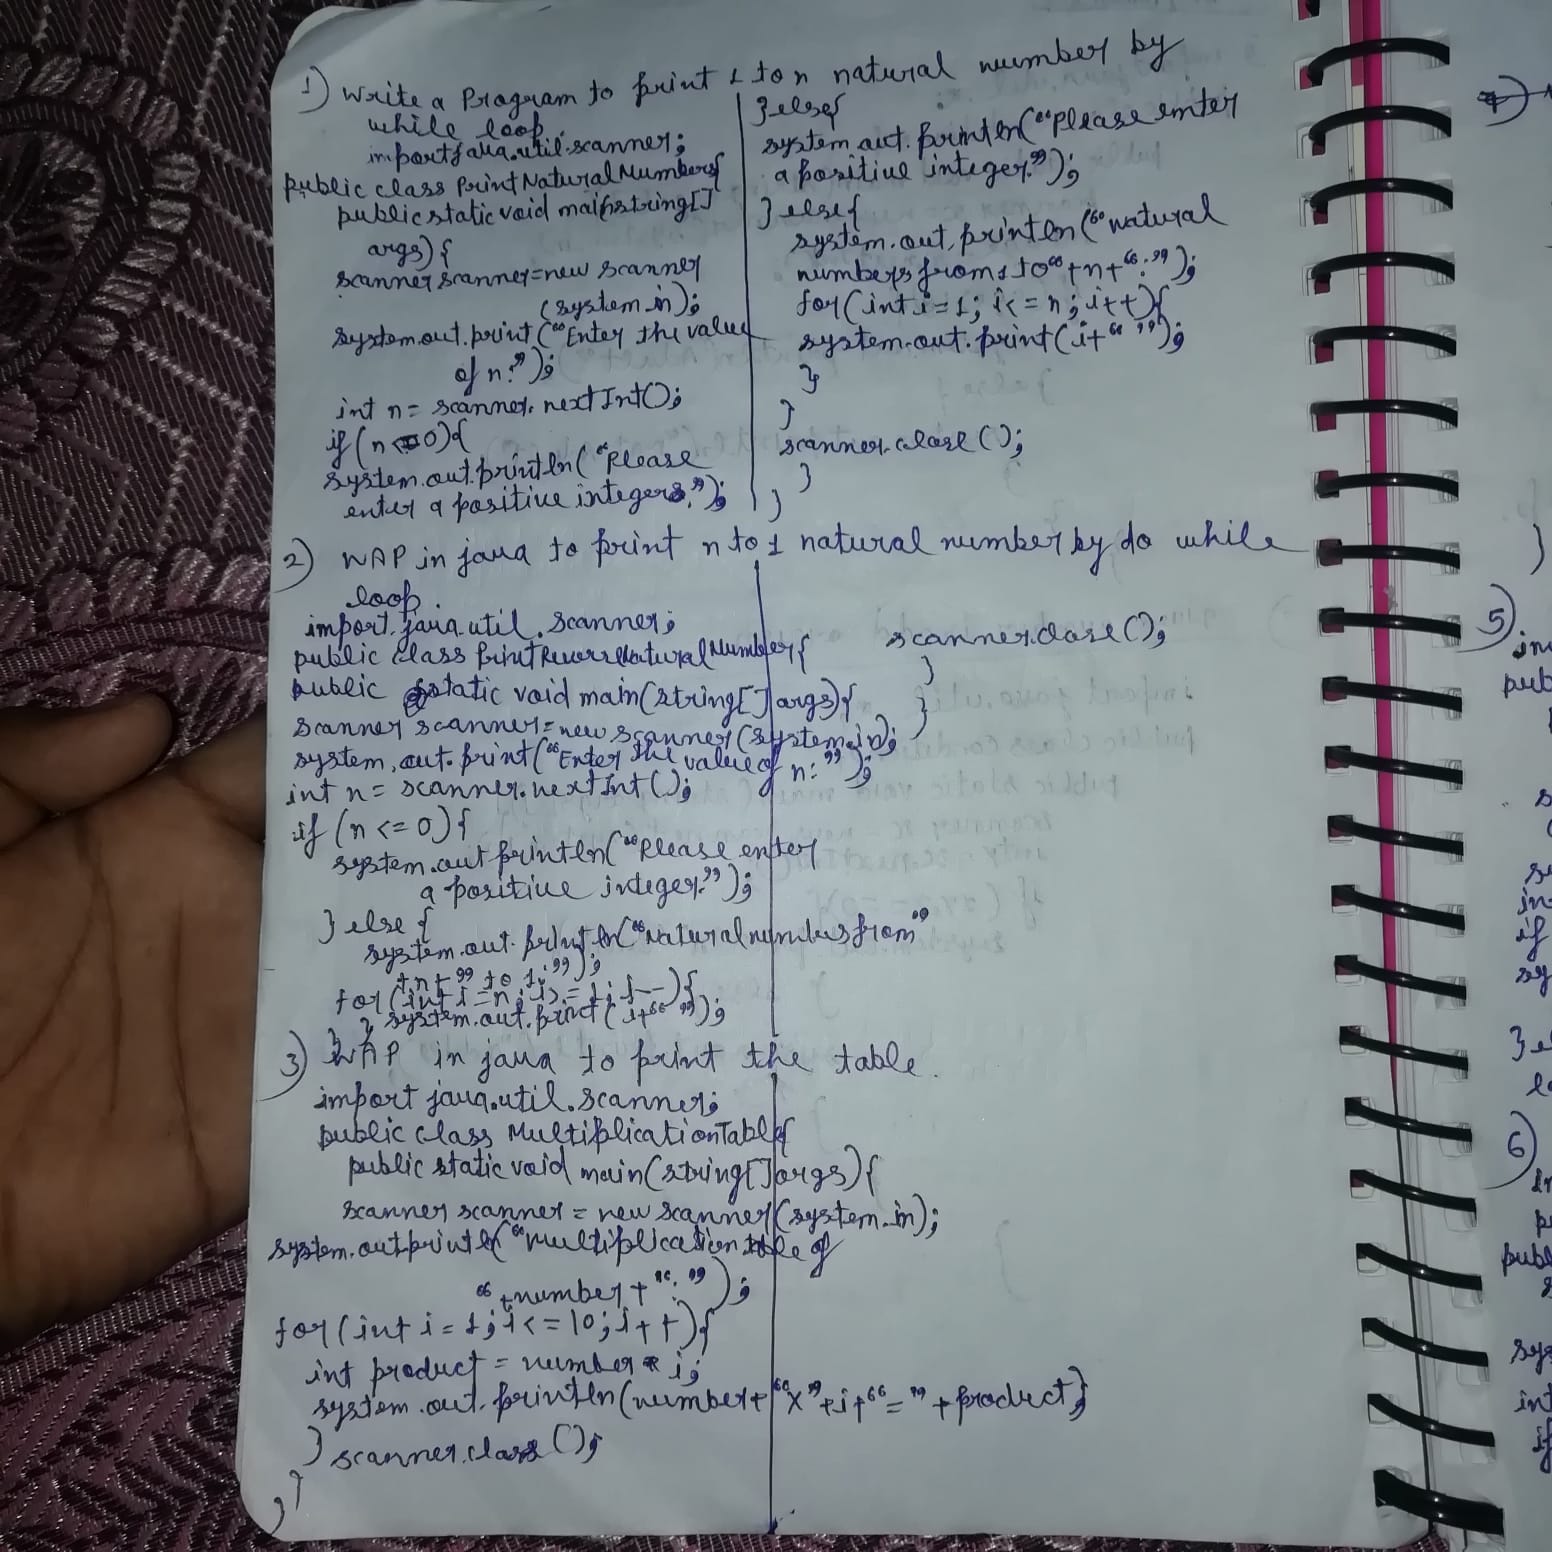 1) Write a Program to print 1 to n natural number by
while loop.
import java.util.scanner;
public class PrintNaturalNumbers{
public static void main(string[]
args) {
scanner scanner = new scanner
(system.in);
system.out.print("Enter the value
of n:");
int n = scanner.nextInt();
if (n <= 0){
system.out.println("Please
enter a positive integers.");
}else{
system.out.println("Please enter
a positive integer.");
} else{
system.out.println("natural
numbers from 1 to "+n+":");
for(int i=1; i<=n; i++){
system.out.print(i+" ");
}
}
scanner.close();
}
}
2) WAP in java to print n to 1 natural number by do while
loop.
import java.util.scanner;
public class PrintReverseNaturalNumber{
public static void main(string[] args){
scanner scanner = new scanner(system.in);
system.out.print("Enter the value of n:");
int n = scanner.nextInt();
if (n <= 0){
system.out println("Please enter
a positive integer.");
} else {
system.out.println("Natural numbers from"
+n+" to 1:");
for(int i=n; i>=1; i--){
system.out.print(i+" ");
} }
scanner.close();
}
}
3) WAP in java to print the table.
import java.util.scanner;
public class MultiplicationTable{
public static void main(string[] args){
scanner scanner = new scanner(system.in);
system.out.println("multiplication table of
"+number+":");
for(int i = 1; i <= 10; i++){
int product = number * i;
system.out.println(number+"x"+i+"="+product}
} scanner.class();
}
}
5)
}
6)
int
if